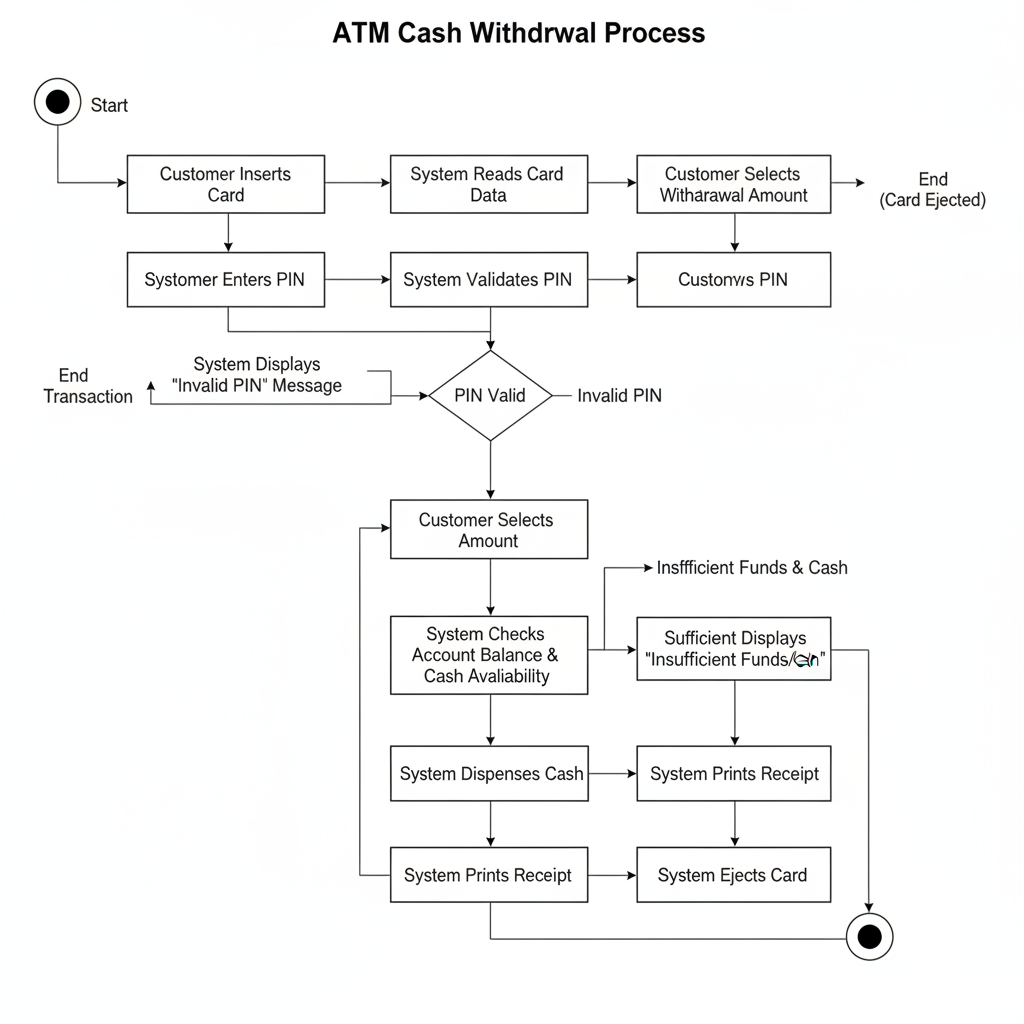 ATM Cash Withdrwal Process
Start
Customer Inserts
Card
System Reads Card
Data
Customer Selects
Witharawal Amount
End
(Card Ejected)
Systomer Enters PIN
System Validates PIN
Customvs PIN
System Displays
"Invalid PIN" Message
End
Transaction
PIN Valid
Invalid PIN
Customer Selects
Amount
Insfficient Funds & Cash
System Checks
Account Balance &
Cash Avaliability
Sufficient Displays
"Insufficient Funds/
System Dispenses Cash
System Prints Receipt
System Prints Receipt
System Ejects Card